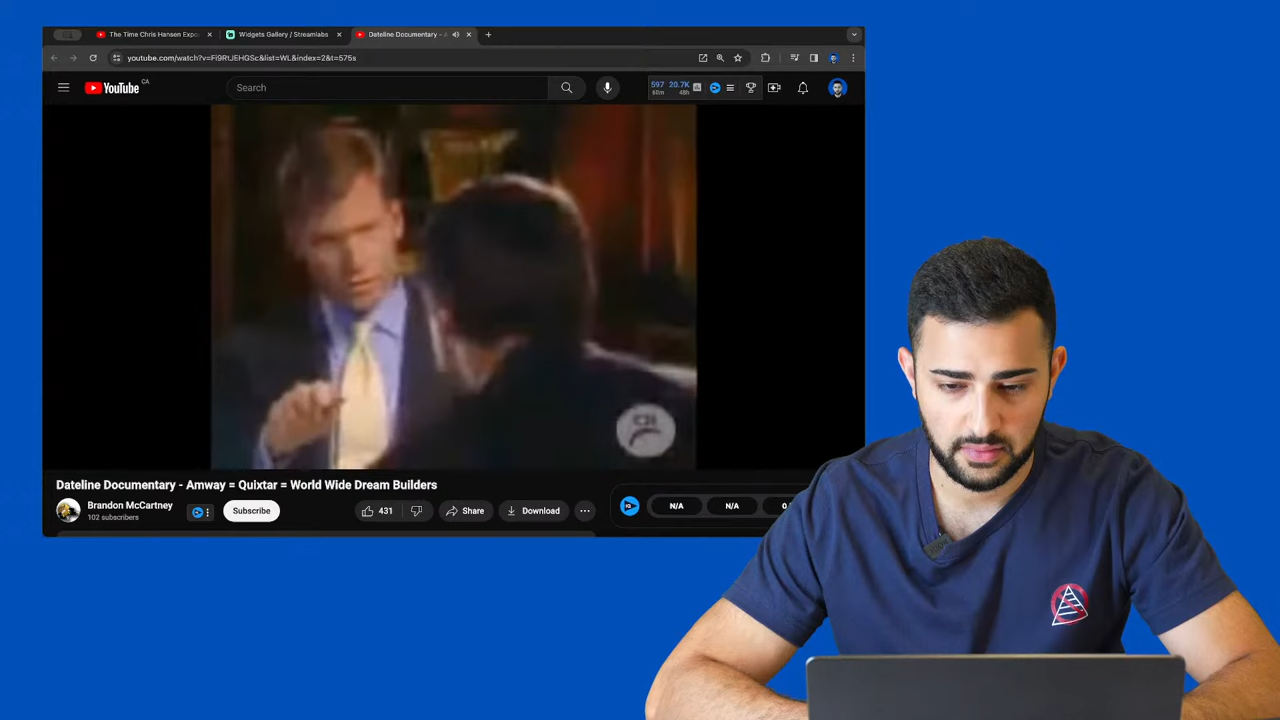 The Time Chris Hansen Expo
Widgets Gallery / Streamlabs
Dateline Documentary - A
youtube.com/watch?v=Fi9RtJEHGSc&list=WL&index=2&t=575s
YouTube CA
Search
597 20.7K
60m 48h
Dateline Documentary - Amway = Quixtar = World Wide Dream Builders
Brandon McCartney
102 subscribers
Subscribe
431
Share
Download
N/A
N/A